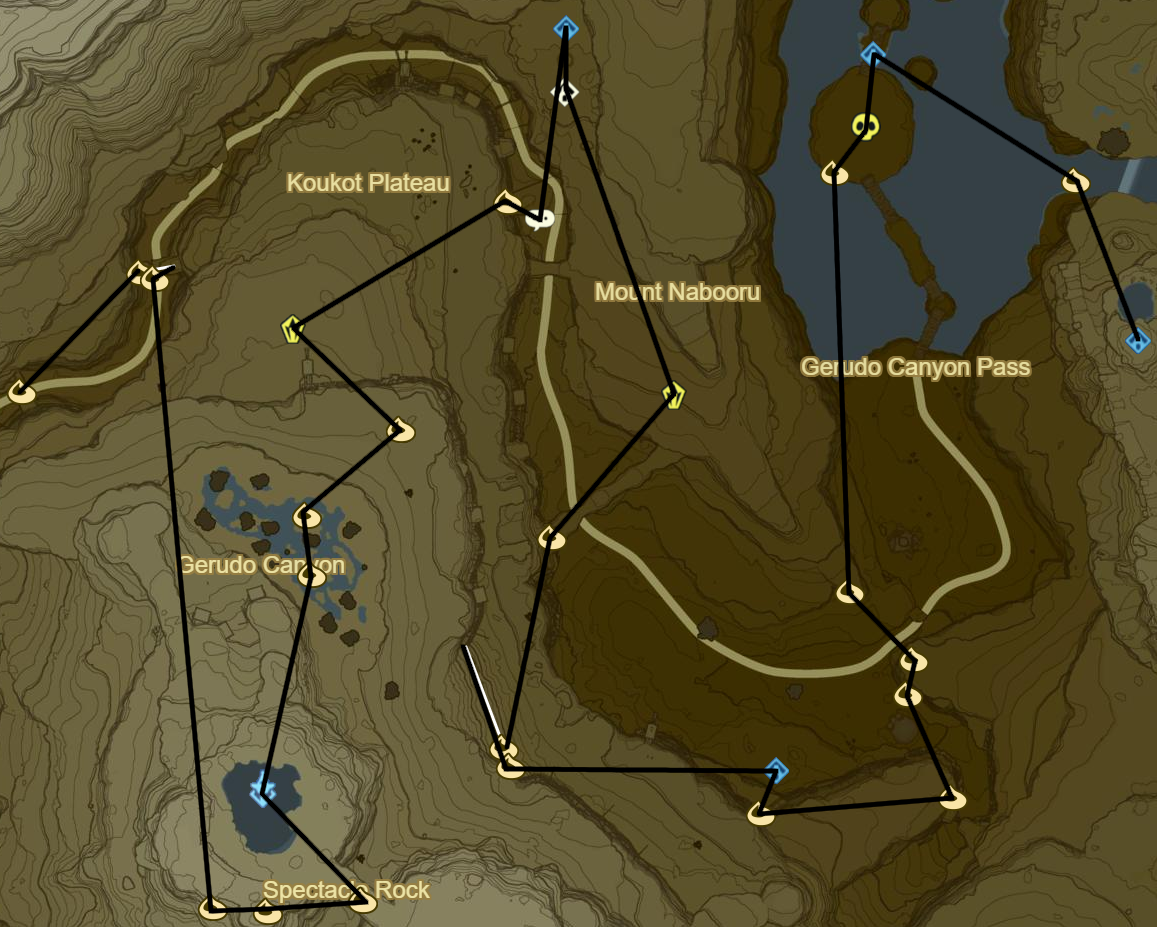 Koukot Plateau
Mount Nabooru
Gerudo Canyon Pass
Gerudo Canyon
Spectacle Rock